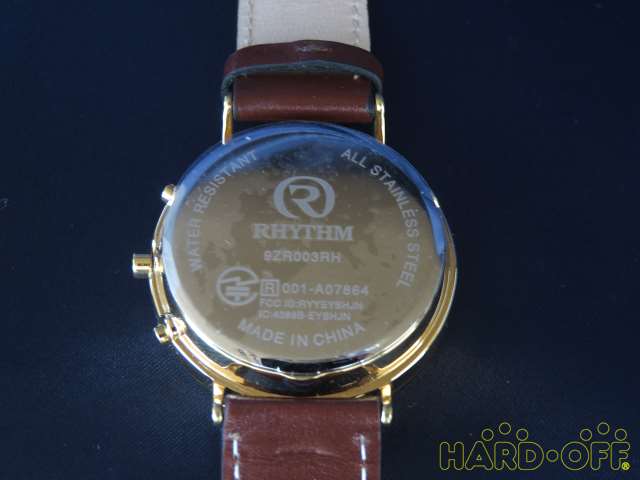 WATER RESISTANT
ALL STAINLESS STEEL
R
RHYTHM
9ZR003RH
R 001-A07864
FCC ID:RYYEYSHJN
IC:4389B-EYSHJN
MADE IN CHINA
HARD·OFF®